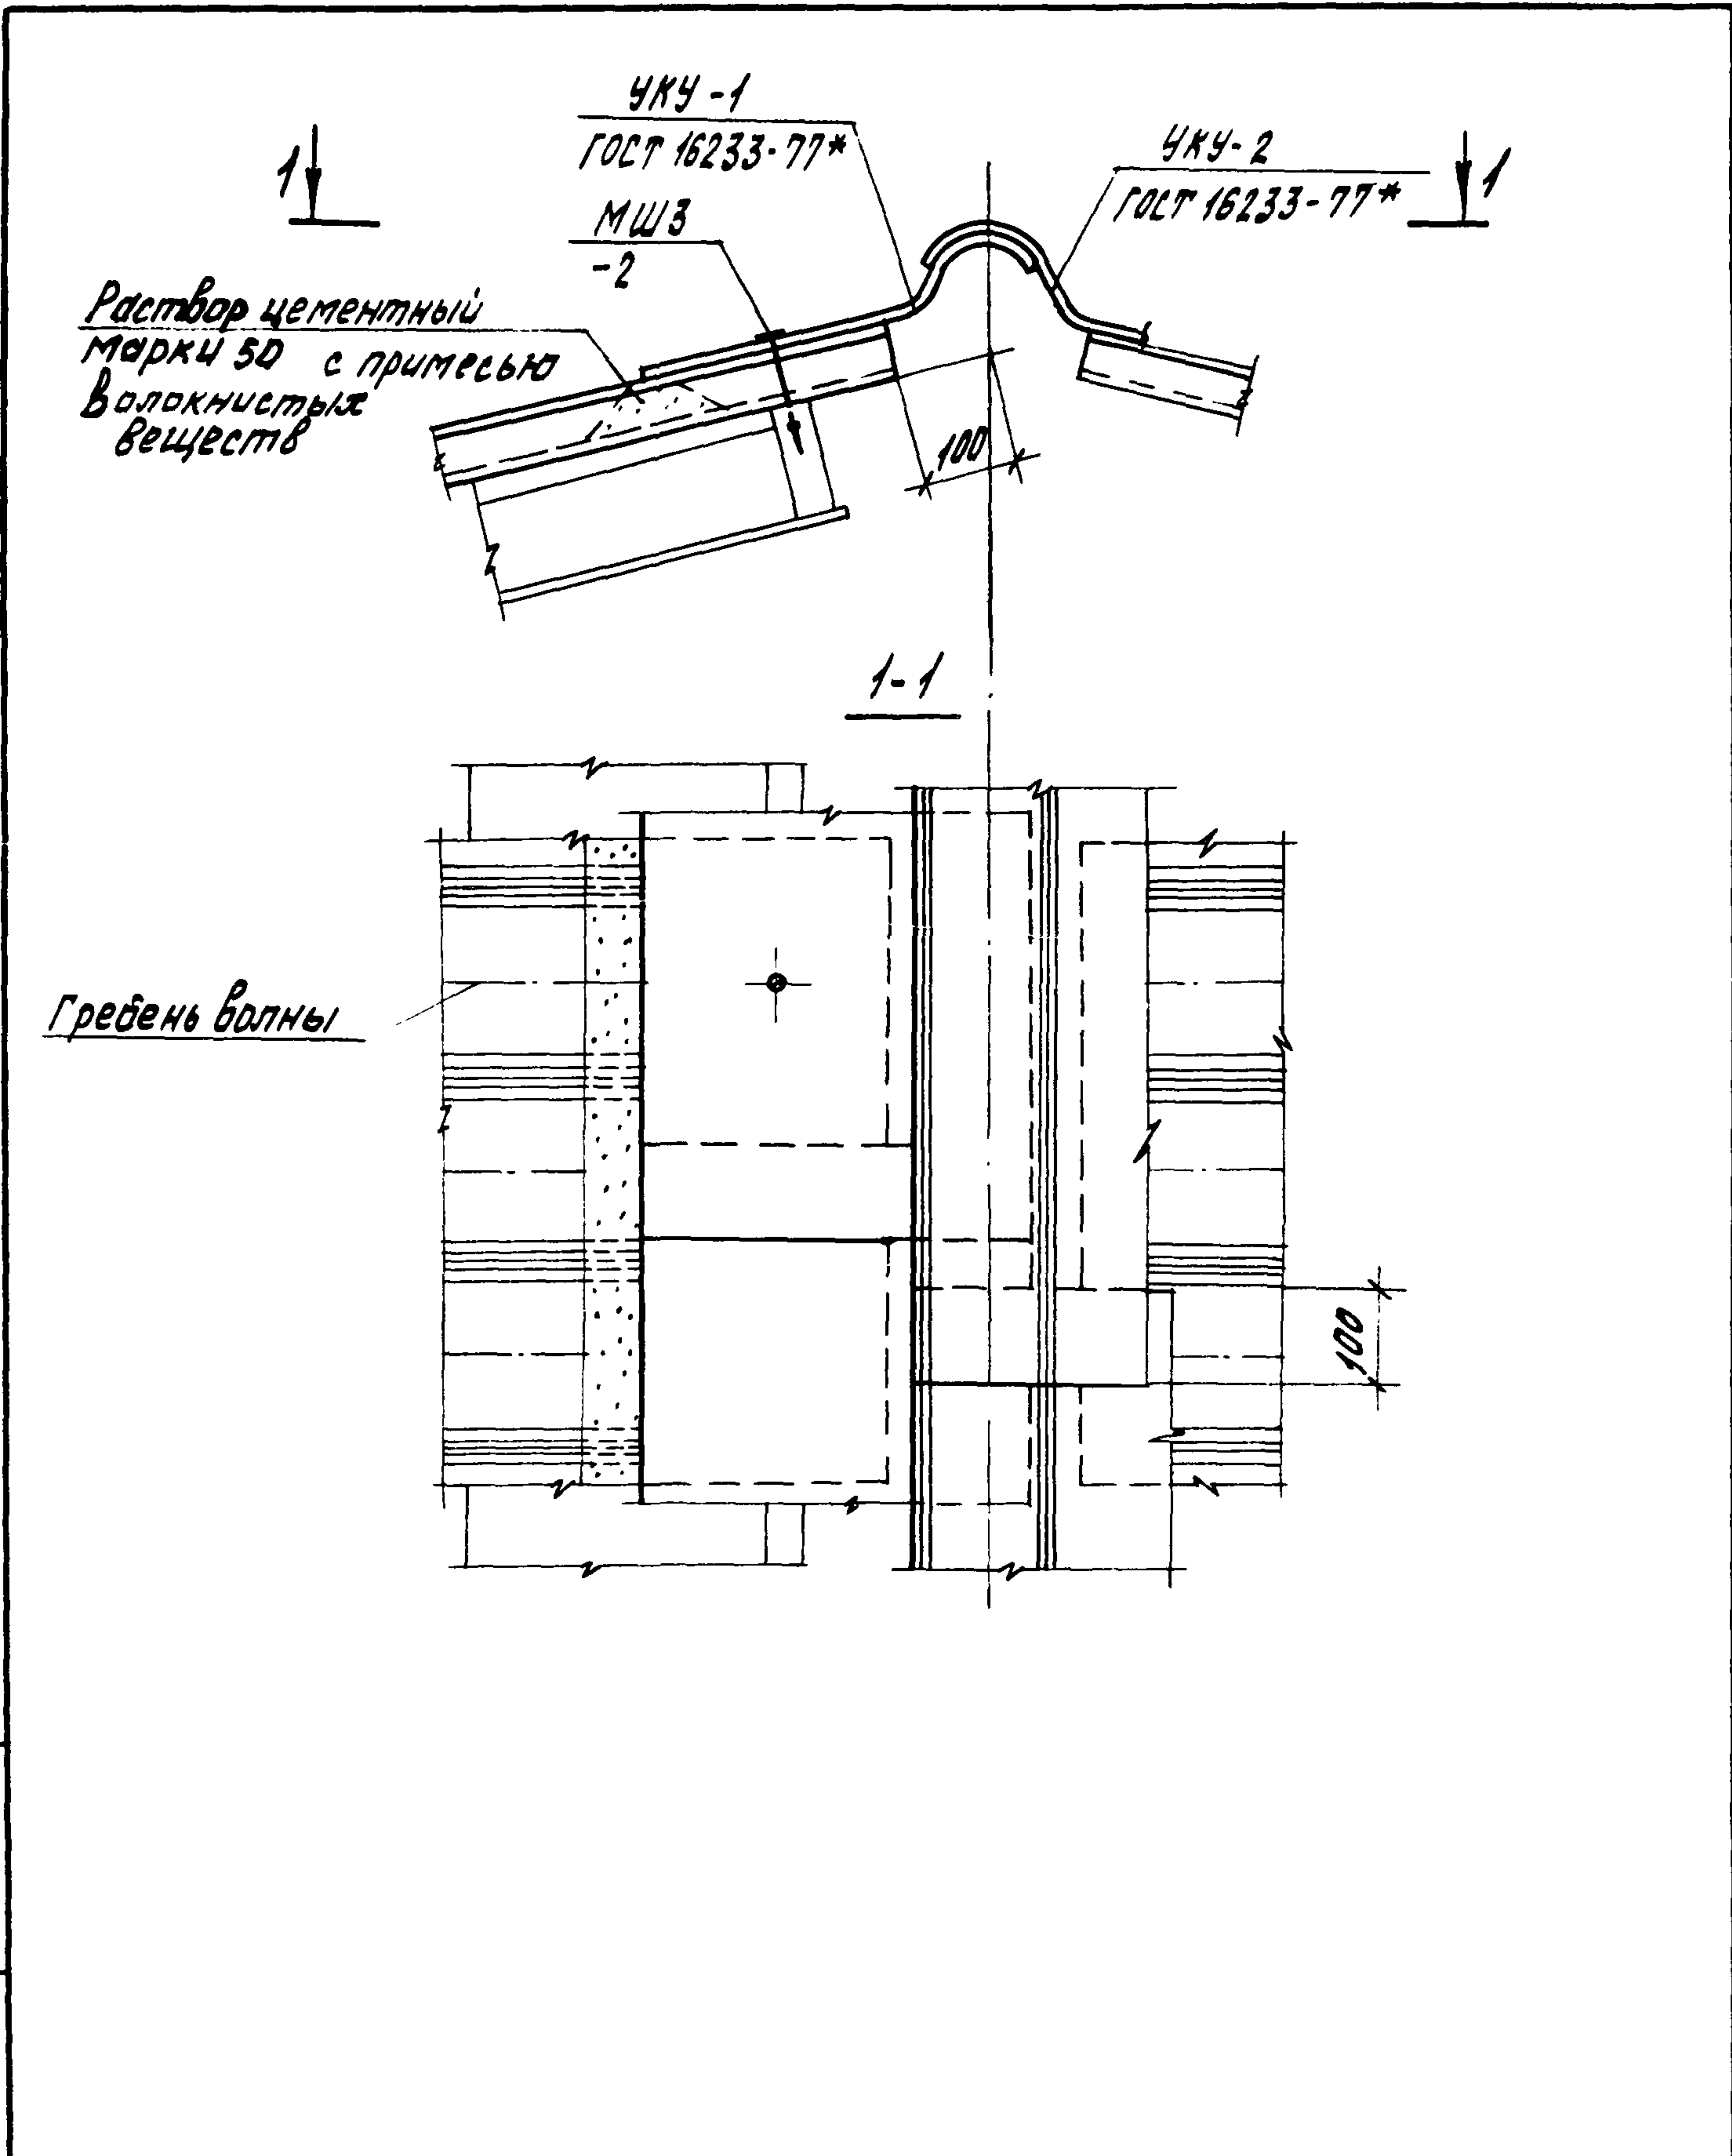 УКУ-1
ГОСТ 16233-77*
УКУ-2
ГОСТ 16233-77*
1
1
МШ3
-2
Раствор цементный
марки 50 с примесью
волокнистых
веществ
100
1-1
Гребень волны
100